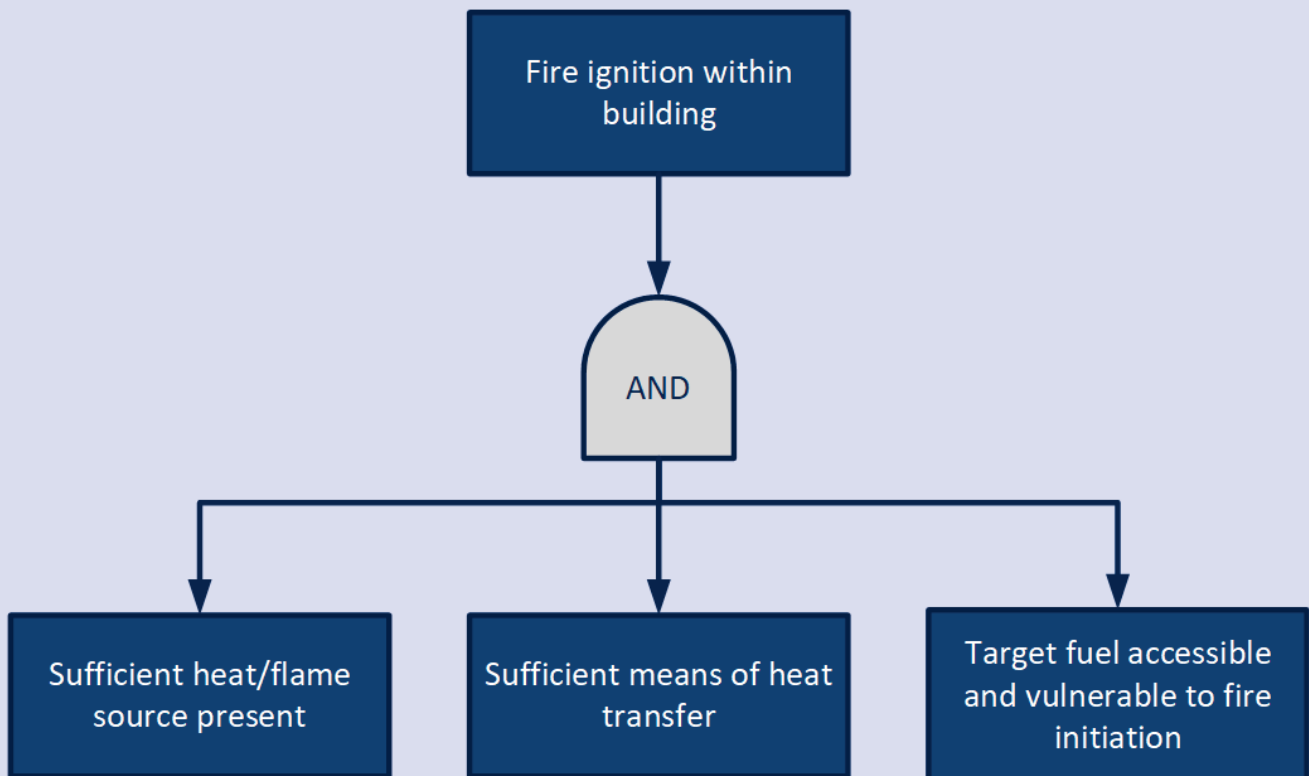 Fire ignition within
building
AND
Sufficient heat/flame
source present
Sufficient means of heat
transfer
Target fuel accessible
and vulnerable to fire
initiation